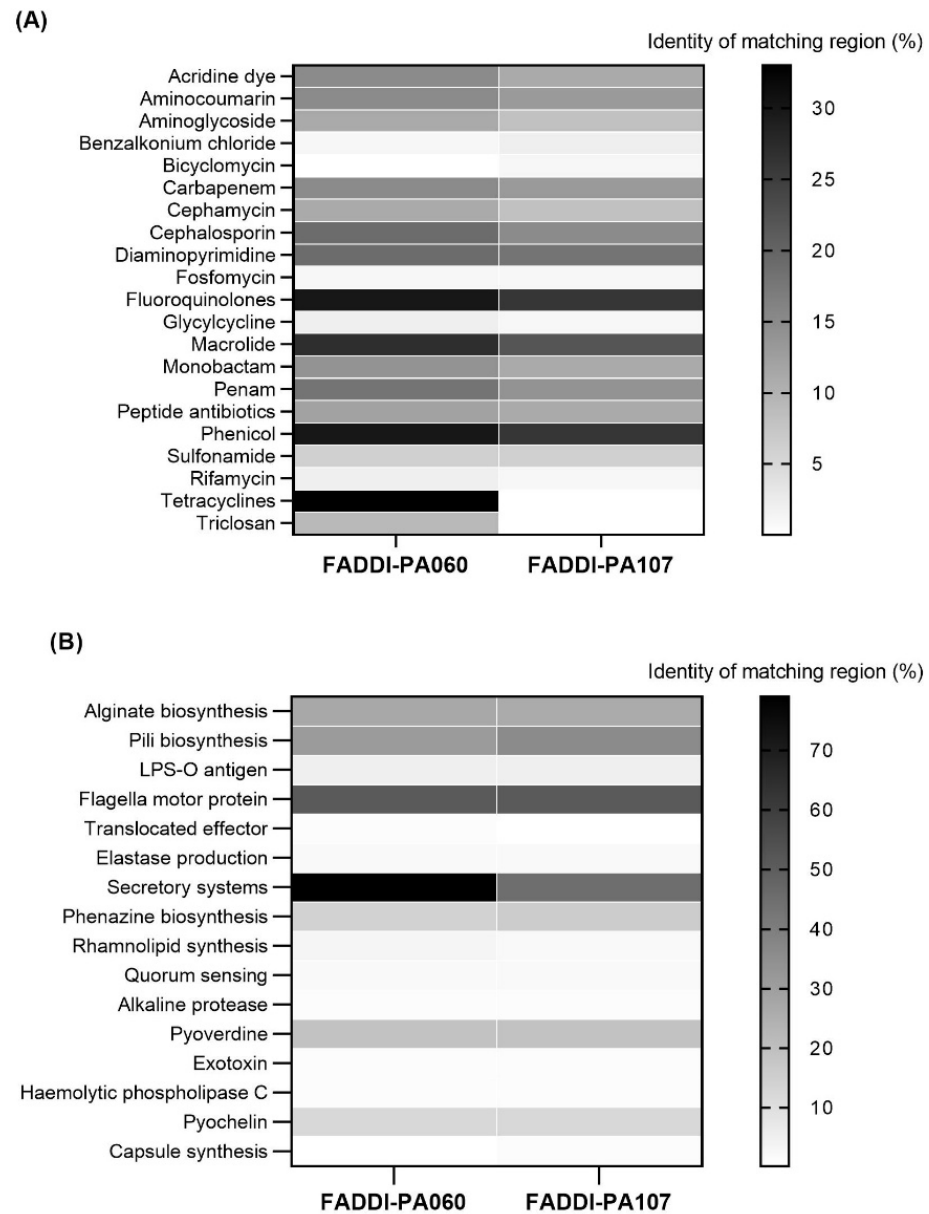 (A)
Identity of matching region (%)
Acridine dye
Aminocoumarin
Aminoglycoside
Benzalkonium chloride
Bicyclomycin
Carbapenem
Cephamycin
Cephalosporin
Diaminopyrimidine
Fosfomycin
Fluoroquinolones
Glycylcycline
Macrolide
Monobactam
Penam
Peptide antibiotics
Phenicol
Sulfonamide
Rifamycin
Tetracyclines
Triclosan
30
25
20
15
10
5
FADDI-PA060 FADDI-PA107
(B)
Identity of matching region (%)
Alginate biosynthesis
Pili biosynthesis
LPS-O antigen
Flagella motor protein
Translocated effector
Elastase production
Secretory systems
Phenazine biosynthesis
Rhamnolipid synthesis
Quorum sensing
Alkaline protease
Pyoverdine
Exotoxin
Haemolytic phospholipase C
Pyochelin
Capsule synthesis
70
60
50
40
30
20
10
FADDI-PA060 FADDI-PA107